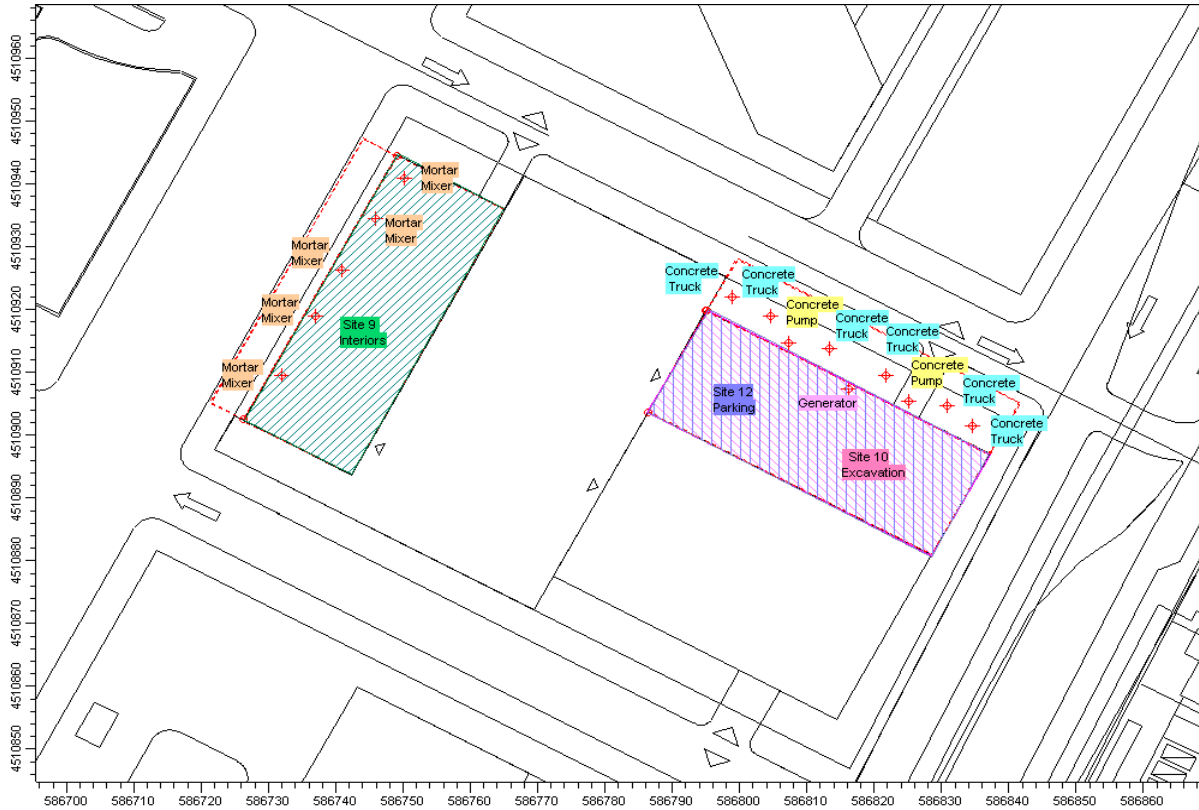 4510960
4510950
4510940
4510930
4510920
4510910
4510900
4510890
4510880
4510870
4510860
4510850
Mortar
Mixer
Mortar
Mixer
Mortar
Mixer
Mortar
Mixer
Mortar
Mixer
Site 9
Interiors
Concrete
Truck
Concrete
Truck
Concrete
Pump
Concrete
Truck
Concrete
Truck
Concrete
Pump
Concrete
Truck
Concrete
Truck
Generator
Site 12
Parking
Site 10
Excavation
586700 586710 586720 586730 586740 586750 586760 586770 586780 586790 586800 586810 586820 586830 586840 586850 586860